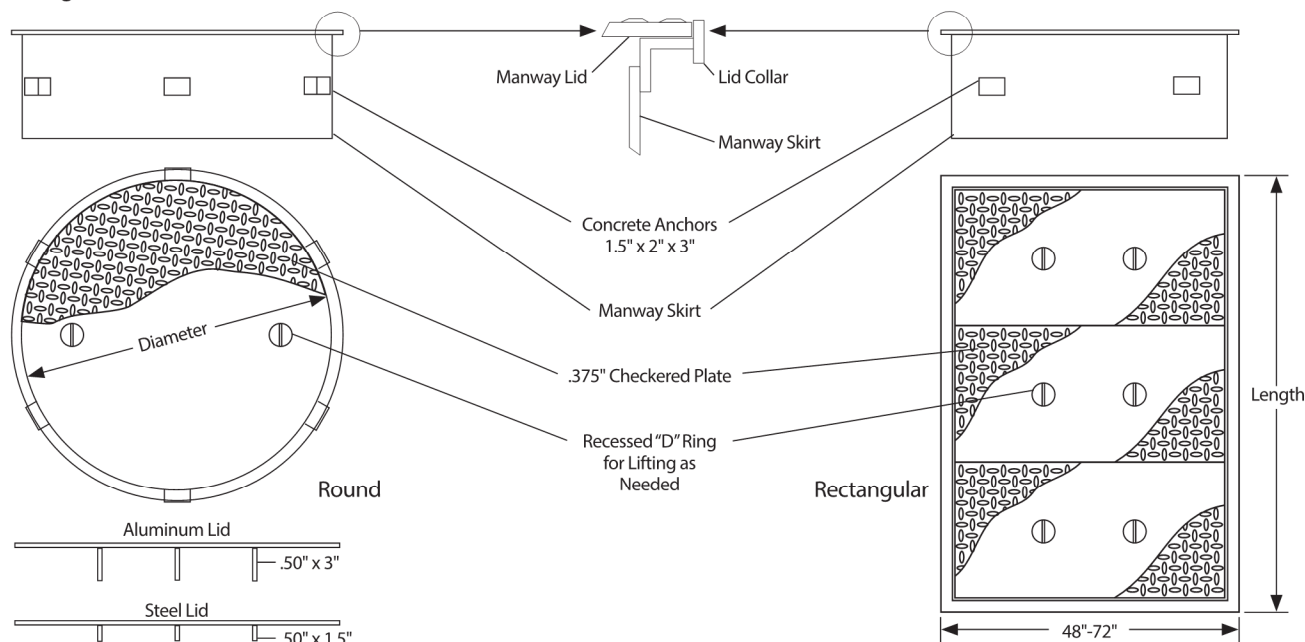 Manway Lid
Lid Collar
Manway Skirt
Concrete Anchors
1.5" x 2" x 3"
Manway Skirt
Diameter
.375" Checkered Plate
Length
Recessed "D" Ring
for Lifting as
Needed
Round
Rectangular
Aluminum Lid
.50" x 3"
Steel Lid
.50" x 1.5"
48"-72"